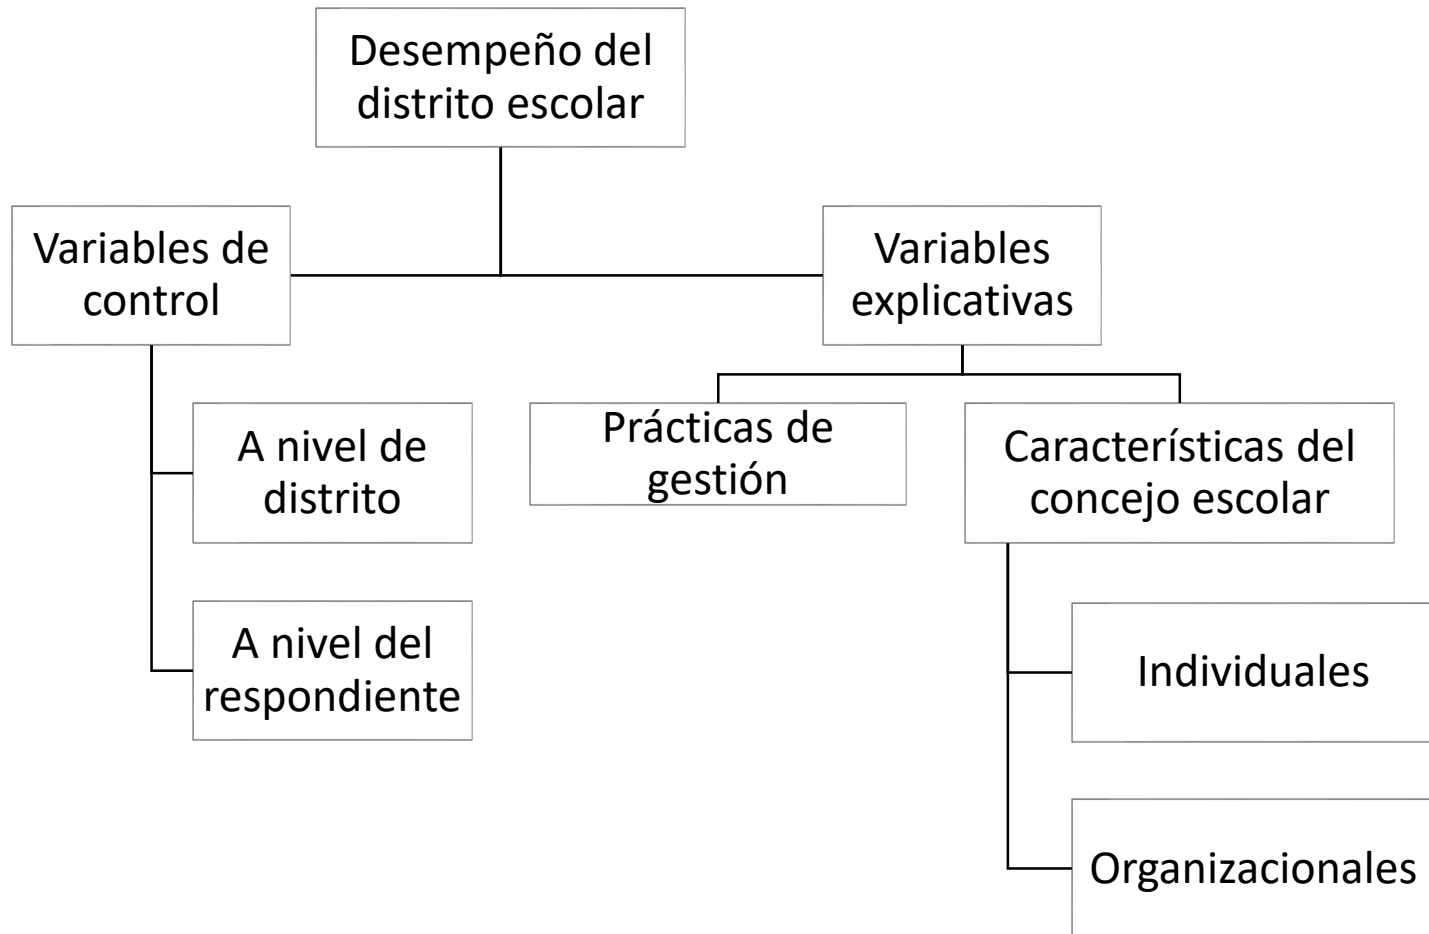 Desempeño del
distrito escolar
Variables de
control
Variables
explicativas
A nivel de
distrito
Prácticas de
gestión
Característicias del
concejo escolar
A nivel del
respondiente
Individuales
Organizacionales